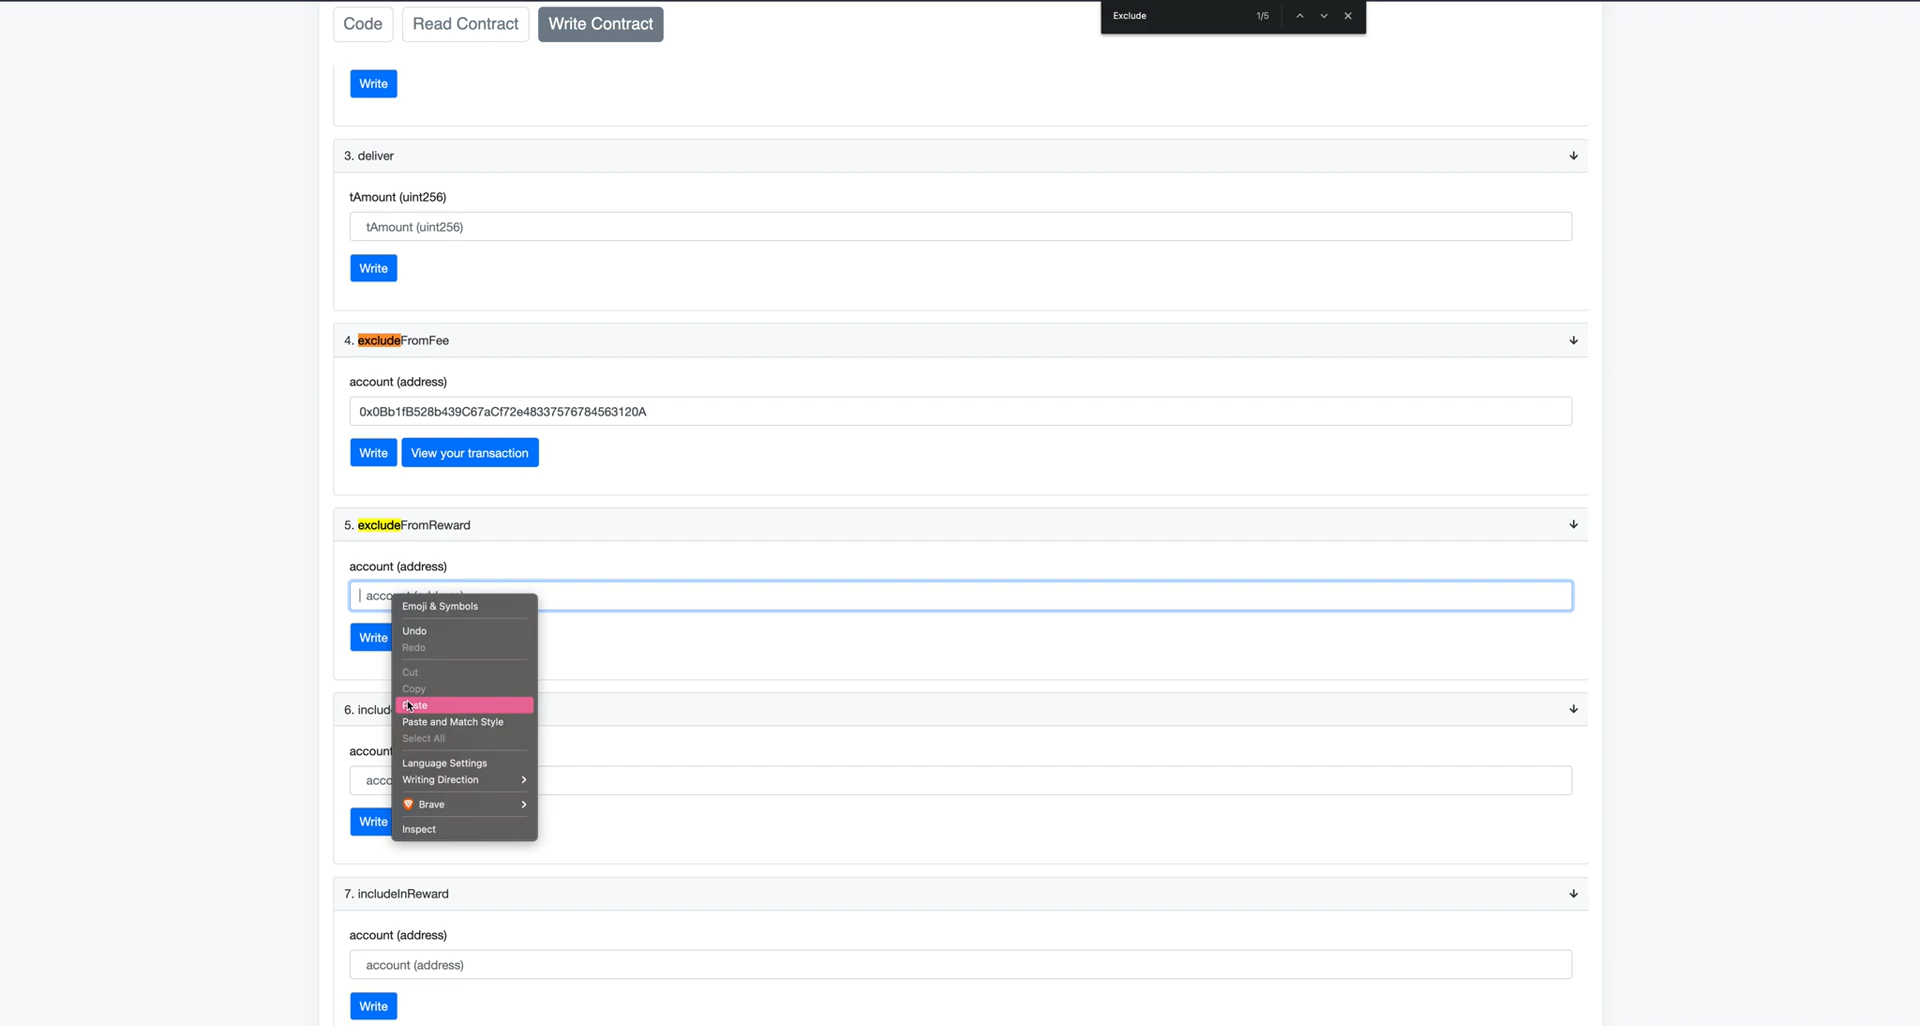 Code
Read Contract
Write Contract
Exclude
1/5
Write
3. deliver
tAmount (uint256)
tAmount (uint256)
Write
4. excludeFromFee
account (address)
0x0Bb1fB528b439C67aCf72e48337576784563120A
Write
View your transaction
5. excludeFromReward
account (address)
Write
Emoji & Symbols
Undo
Redo
Cut
Copy
Paste
Paste and Match Style
Select All
Language Settings
Writing Direction
Brave
Inspect
6. includ
account
acco
Write
7. includeInReward
account (address)
account (address)
Write